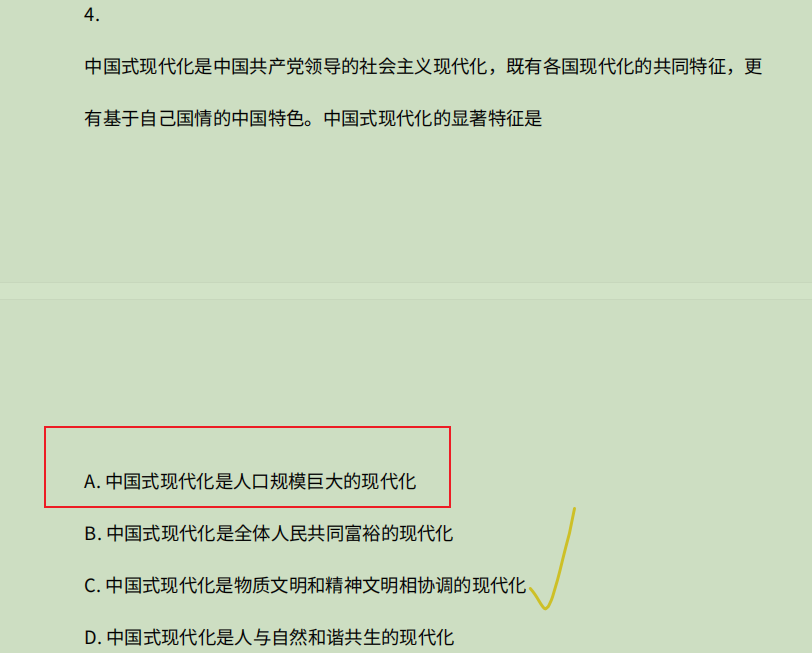 4.
中国式现代化是中国共产党领导的社会主义现代化，既有各国现代化的共同特征，更
有基于自己国情的中国特色。中国式现代化的显著特征是
A. 中国式现代化是人口规模巨大的现代化
B. 中国式现代化是全体人民共同富裕的现代化
C. 中国式现代化是物质文明和精神文明相协调的现代化
D. 中国式现代化是人与自然和谐共生的现代化